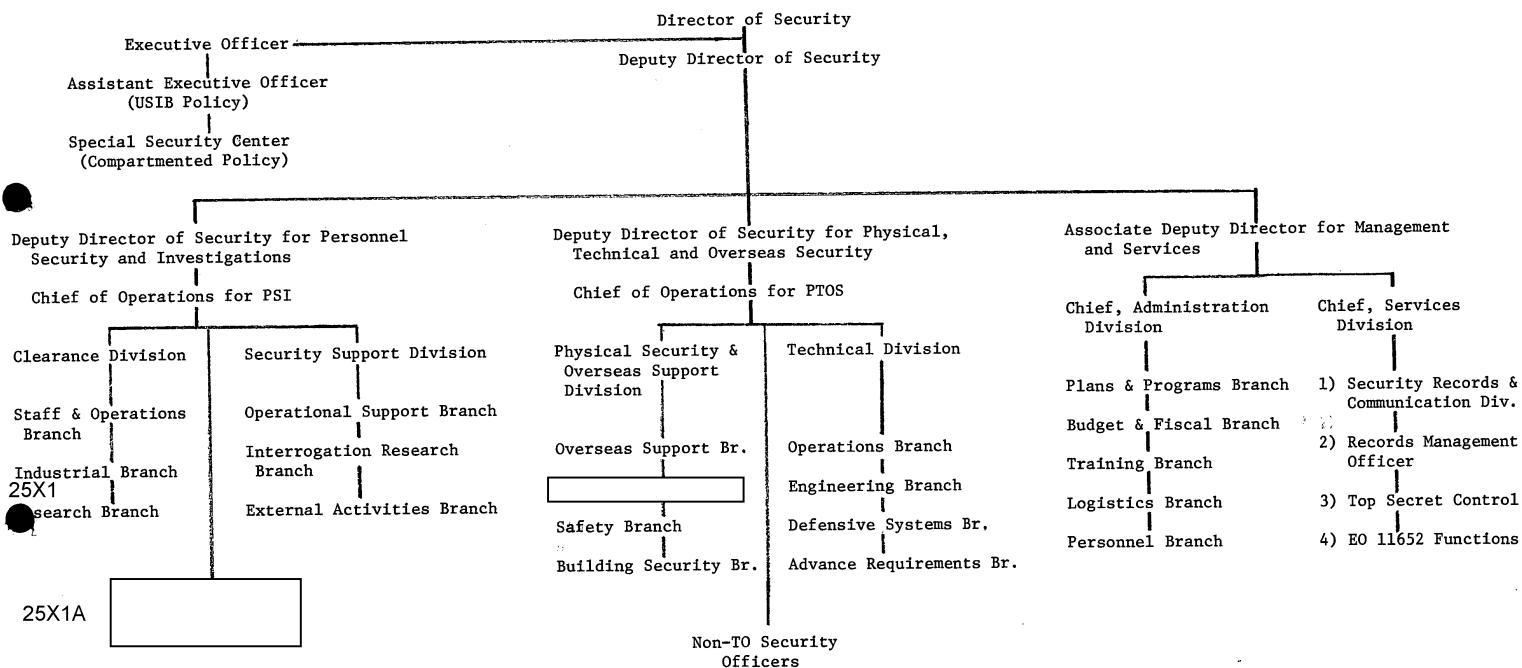 Director of Security
Executive Officer
Deputy Director of Security
Assistant Executive Officer
(USIB Policy)
Special Security Center
(Compartmented Policy)
Deputy Director of Security for Personnel
Security and Investigations
Chief of Operations for PSI
Clearance Division
Staff & Operations
Branch
Industrial Branch
25X1
search Branch
25X1A
Security Support Division
Operational Support Branch
Interrogation Research
Branch
External Activities Branch
Deputy Director of Security for Physical,
Technical and Overseas Security
Chief of Operations for PTOS
Physical Security &
Overseas Support
Division
Overseas Support Br.
Safety Branch
Building Security Br.
Technical Division
Operations Branch
Engineering Branch
Defensive Systems Br.
Advance Requirements Br.
Non-TO Security
Officers
Associate Deputy Director for Management
and Services
Chief, Administration
Division
Plans & Programs Branch
Budget & Fiscal Branch
Training Branch
Logistics Branch
Personnel Branch
Chief, Services
Division
1) Security Records &
Communication Div.
2) Records Management
Officer
3) Top Secret Control
4) EO 11652 Functions